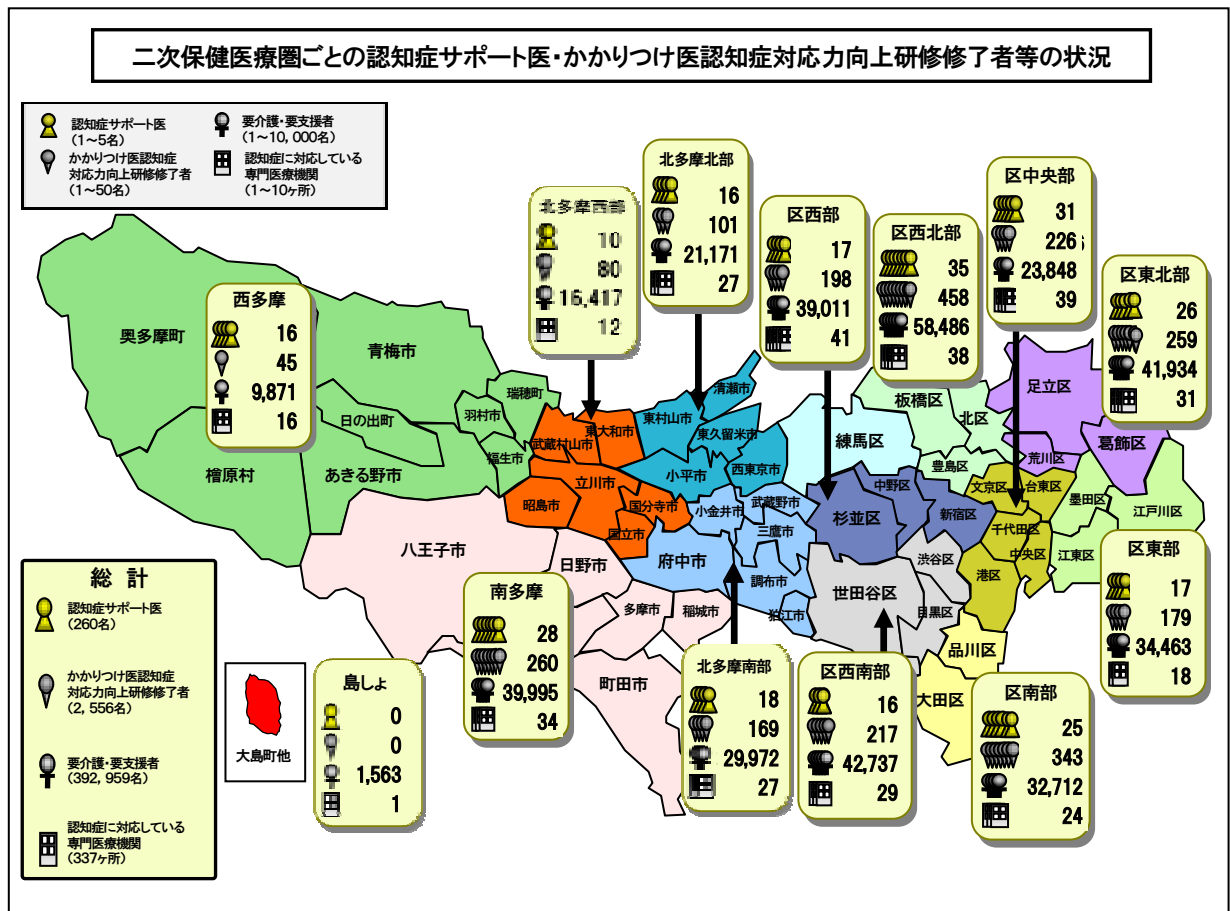 二次保健医療圏ごとの認知症サポート医・かかりつけ医認知症対応力向上研修修了者等の状況
認知症サポート医
(1～5名)
かかりつけ医認知症
対応力向上研修修了者
(1～50名)
要介護・要支援者
(1～10, 000名)
認知症に対応している
専門医療機関
(1～10ヶ所)
西多摩
16
45
9,871
16
北多摩西部
10
80
16,417
12
北多摩北部
16
101
21,171
27
区西部
17
198
39,011
41
区西北部
35
458
58,486
38
区中央部
31
226
23,848
39
区東北部
26
259
41,934
31
奥多摩町
青梅市
瑞穂町
羽村市
日の出町
福生市
檜原村
あきる野市
武蔵村山市
東大和市
立川市
昭島市
国分寺市
国立市
東村山市
清瀬市
東久留米市
小平市
西東京市
小金井市
武蔵野市
三鷹市
府中市
調布市
狛江市
八王子市
日野市
多摩市
稲城市
町田市
練馬区
板橋区
北区
豊島区
中野区
杉並区
新宿区
渋谷区
世田谷区
目黒区
足立区
荒川区
葛飾区
文京区
台東区
千代田区
中央区
港区
墨田区
江戸川区
江東区
品川区
大田区
総 計
認知症サポート医
(260名)
かかりつけ医認知症
対応力向上研修修了者
(2, 556名)
要介護・要支援者
(392, 959名)
認知症に対応している
専門医療機関
(337ヶ所)
大島町他
島しょ
0
0
1,563
1
南多摩
28
260
39,995
34
北多摩南部
18
169
29,972
27
区西南部
16
217
42,737
29
区南部
25
343
32,712
24
区東部
17
179
34,463
18